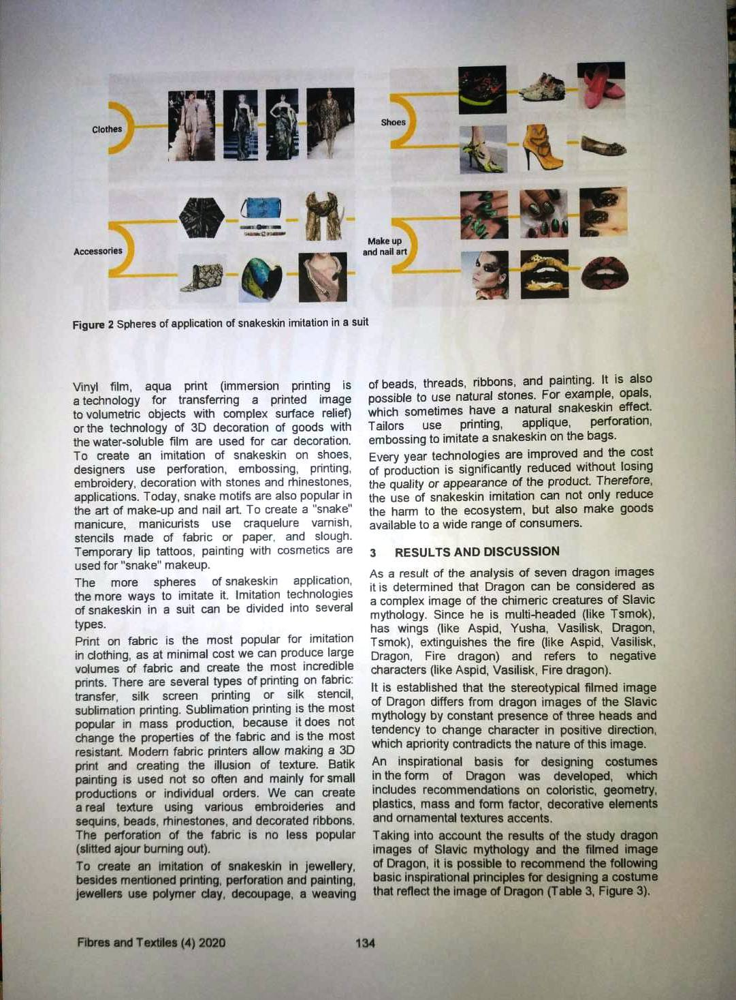 Clothes
Shoes
Accessories
Make up
and nail art
Figure 2 Spheres of application of snakeskin imitation in a suit
Vinyl film, aqua print (immersion printing is
a technology for transferring a printed image
to volumetric objects with complex surface relief)
or the technology of 3D decoration of goods with
the water-soluble film are used for car decoration.
To create an imitation of snakeskin on shoes,
designers use perforation, embossing, printing,
embroidery, decoration with stones and rhinestones,
applications. Today, snake motifs are also popular in
the art of make-up and nail art. To create a "snake"
manicure, manicurists use craquelure varnish,
stencils made of fabric or paper, and slough.
Temporary lip tattoos, painting with cosmetics are
used for "snake" makeup.
The more spheres of snakeskin application,
the more ways to imitate it. Imitation technologies
of snakeskin in a suit can be divided into several
types.
Print on fabric is the most popular for imitation
in clothing, as at minimal cost we can produce large
volumes of fabric and create the most incredible
prints. There are several types of printing on fabric:
transfer, silk screen printing or silk stencil,
sublimation printing. Sublimation printing is the most
popular in mass production, because it does not
change the properties of the fabric and is the most
resistant. Modern fabric printers allow making a 3D
print and creating the illusion of texture. Batik
painting is used not so often and mainly for small
productions or individual orders. We can create
a real texture using various embroideries and
sequins, beads, rhinestones, and decorated ribbons.
The perforation of the fabric is no less popular
(slitted ajour burning out).
To create an imitation of snakeskin in jewellery,
besides mentioned printing, perforation and painting,
jewellers use polymer clay, decoupage, a weaving
of beads, threads, ribbons, and painting. It is also
possible to use natural stones. For example, opals,
which sometimes have a natural snakeskin effect.
Tailors use printing, applique, perforation,
embossing to imitate a snakeskin on the bags.
Every year technologies are improved and the cost
of production is significantly reduced without losing
the quality or appearance of the product. Therefore,
the use of snakeskin imitation can not only reduce
the harm to the ecosystem, but also make goods
available to a wide range of consumers.
3 RESULTS AND DISCUSSION
As a result of the analysis of seven dragon images
it is determined that Dragon can be considered as
a complex image of the chimeric creatures of Slavic
mythology. Since he is multi-headed (like Tsmok),
has wings (like Aspid, Yusha, Vasilisk, Dragon,
Tsmok), extinguishes the fire (like Aspid, Vasilisk,
Dragon, Fire dragon) and refers to negative
characters (like Aspid, Vasilisk, Fire dragon).
It is established that the stereotypical filmed image
of Dragon differs from dragon images of the Slavic
mythology by constant presence of three heads and
tendency to change character in positive direction,
which apriority contradicts the nature of this image.
An inspirational basis for designing costumes
in the form of Dragon was developed, which
includes recommendations on coloristic, geometry,
plastics, mass and form factor, decorative elements
and ornamental textures accents.
Taking into account the results of the study dragon
images of Slavic mythology and the filmed image
of Dragon, it is possible to recommend the following
basic inspirational principles for designing a costume
that reflect the image of Dragon (Table 3, Figure 3).
Fibres and Textiles (4) 2020
134